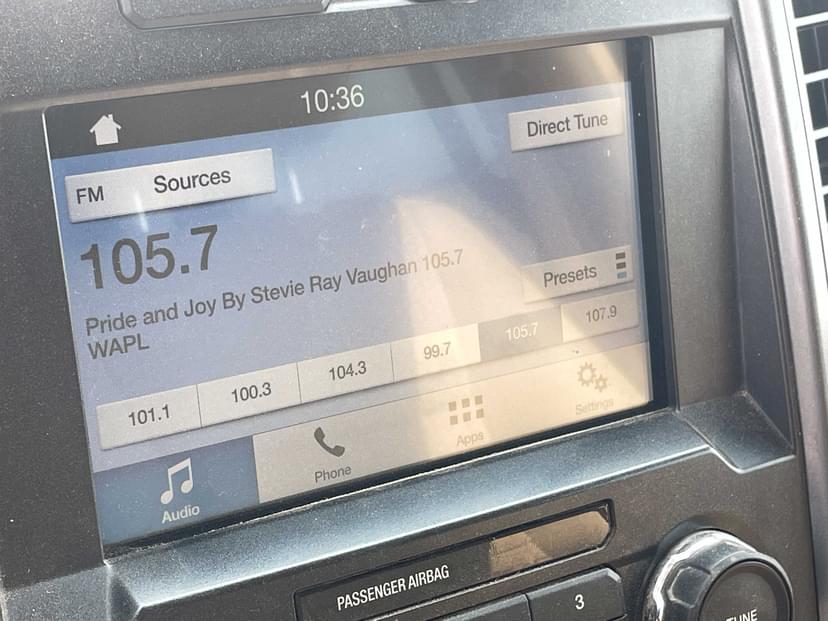 10:36
Direct Tune
FM Sources
105.7
Pride and Joy By Stevie Ray Vaughan 105.7
WAPL
Presets
101.1 100.3 104.3 99.7 105.7 107.9
Audio Phone Apps Settings
PASSENGER AIRBAG
3
TUNE